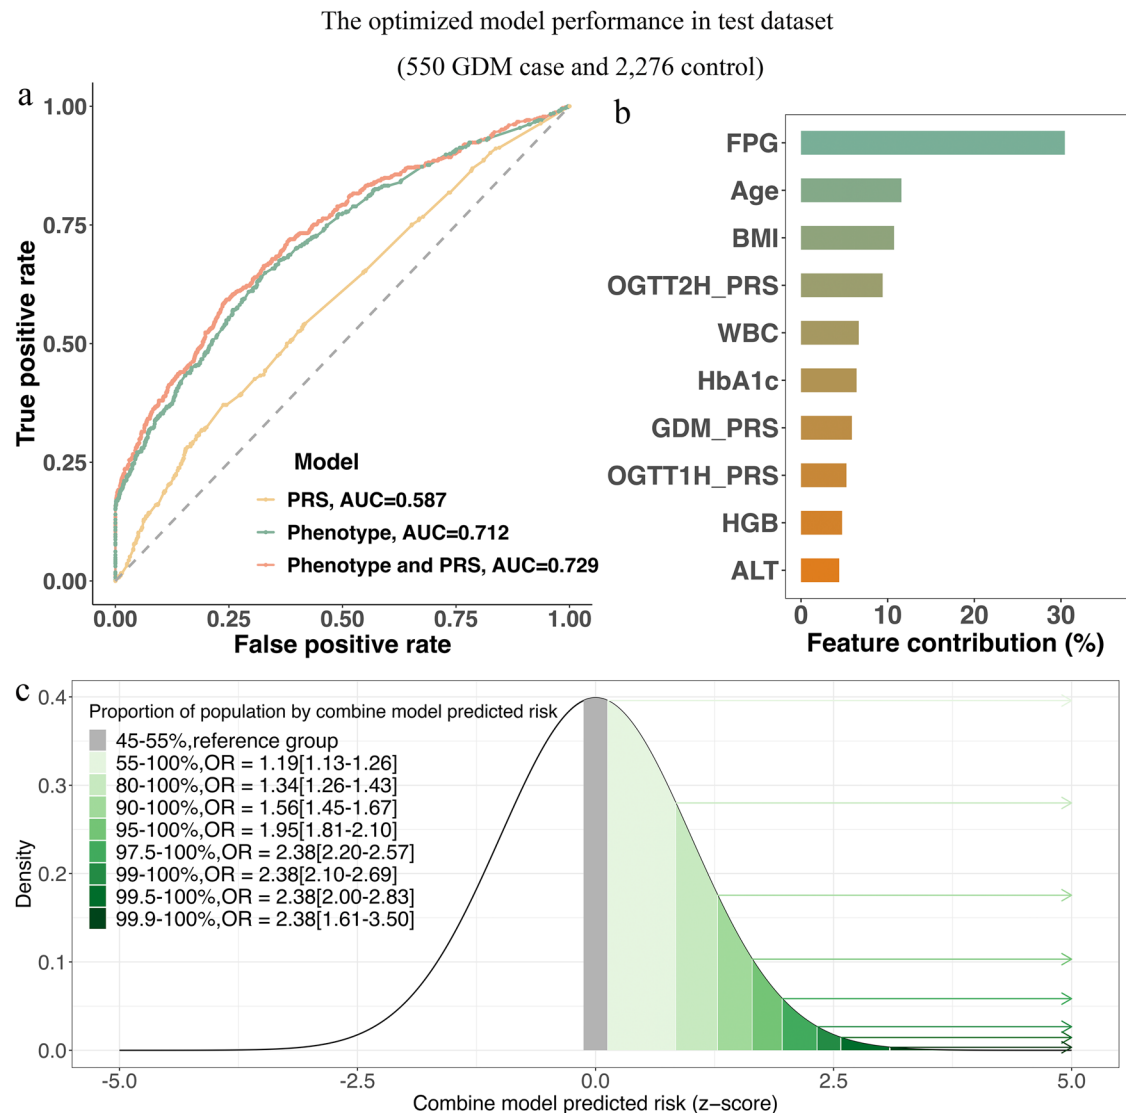 The optimized model performance in test dataset
(550 GDM case and 2,276 control)
a
1.00
0.75
0.50
0.25
0.00
True positive rate
Model
PRS, AUC=0.587
Phenotype, AUC=0.712
Phenotype and PRS, AUC=0.729
0.00 0.25 0.50 0.75 1.00
False positive rate
b
FPG
Age
BMI
OGTT2H_PRS
WBC
HbA1c
GDM_PRS
OGTT1H_PRS
HGB
ALT
0 10 20 30
Feature contribution (%)
c
0.4
0.3
0.2
0.1
0.0
Density
Proportion of population by combine model predicted risk
45-55%,reference group
55-100%,OR = 1.19[1.13-1.26]
80-100%,OR = 1.34[1.26-1.43]
90-100%,OR = 1.56[1.45-1.67]
95-100%,OR = 1.95[1.81-2.10]
97.5-100%,OR = 2.38[2.20-2.57]
99-100%,OR = 2.38[2.10-2.69]
99.5-100%,OR = 2.38[2.00-2.83]
99.9-100%,OR = 2.38[1.61-3.50]
-5.0 -2.5 0.0 2.5 5.0
Combine model predicted risk (z−score)